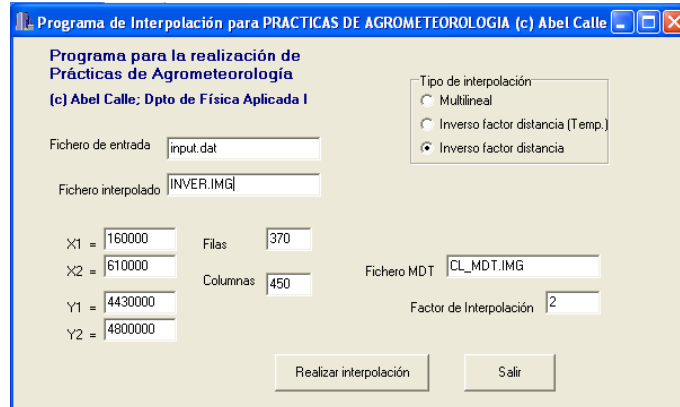 Programa de Interpolación para PRACTICAS DE AGROMETEOROLOGIA (c) Abel Calle
Programa para la realización de
Prácticas de Agrometeorología
(c) Abel Calle; Dpto de Física Aplicada I
Tipo de interpolación
Multilineal
Inverso factor distancia (Temp.)
Inverso factor distancia
Fichero de entrada input.dat
Fichero interpolado INVER.IMG
X1 = 160000
X2 = 610000
Y1 = 4430000
Y2 = 4800000
Filas 370
Columnas 450
Fichero MDT CL_MDT.IMG
Factor de Interpolación 2
Realizar interpolación
Salir